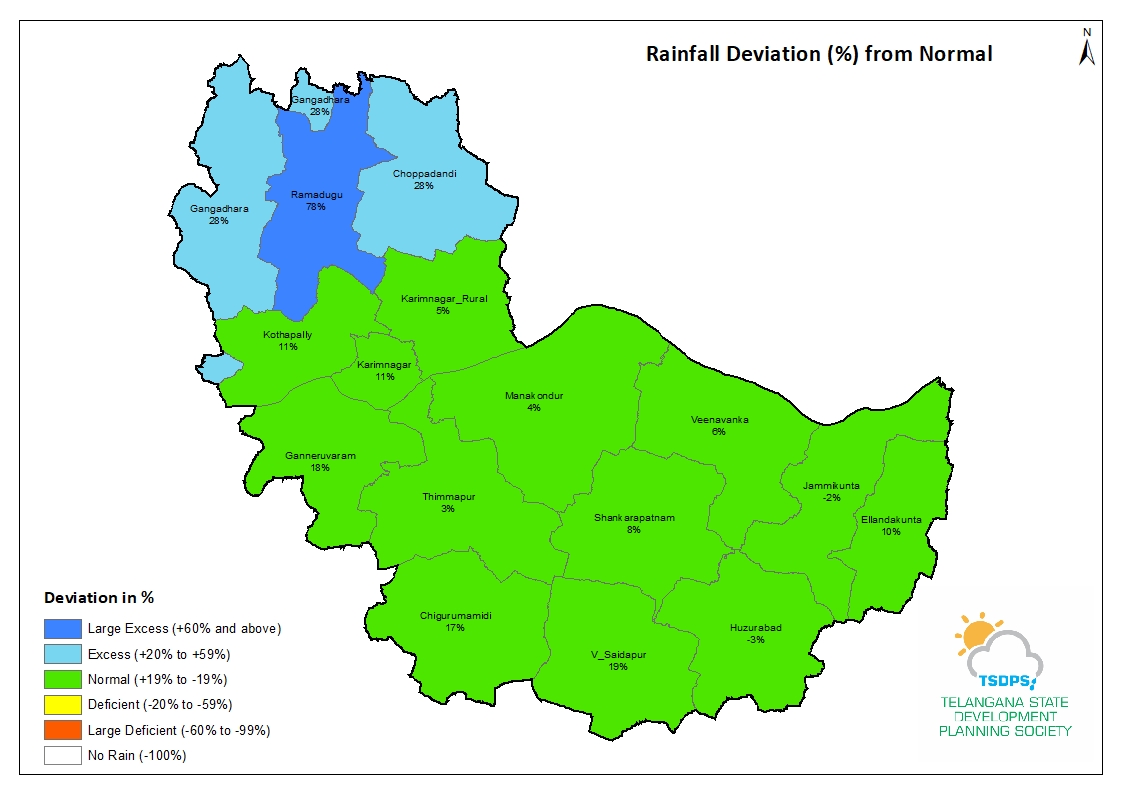 Rainfall Deviation (%) from Normal
N
Gangadhara
28%
Choppadandi
28%
Ramadugu
78%
Gangadhara
28%
Karimnagar_Rural
5%
Kothapally
11%
Karimnagar
11%
Manakondur
4%
Veenavanka
6%
Ganneruvaram
18%
Jammikunta
-2%
Thimmapur
3%
Shankarapatnam
8%
Ellandakunta
10%
Chigurumamidi
17%
Huzurabad
-3%
V_Saidapur
19%
Deviation in %
Large Excess (+60% and above)
Excess (+20% to +59%)
Normal (+19% to -19%)
Deficient (-20% to -59%)
Large Deficient (-60% to -99%)
No Rain (-100%)
TSDPS
TELANGANA STATE
DEVELOPMENT
PLANNING SOCIETY